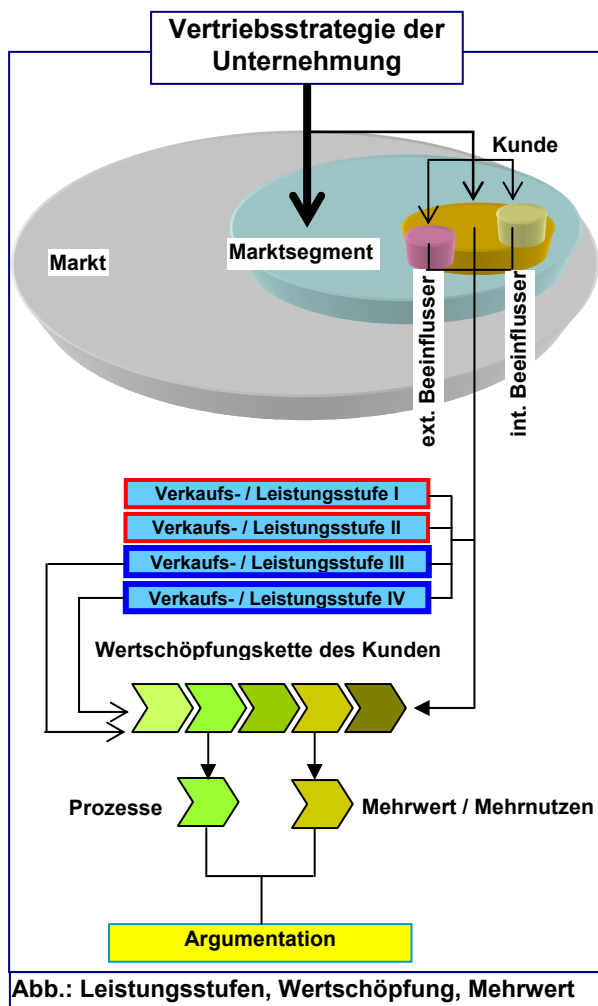 Vertriebsstrategie der
Unternehmung
Kunde
Marktsegment
Markt
ext. Beeinflusser
int. Beeinflusser
Verkaufs- / Leistungsstufe I
Verkaufs- / Leistungsstufe II
Verkaufs- / Leistungsstufe III
Verkaufs- / Leistungsstufe IV
Wertschöpfungskette des Kunden
Prozesse
Mehrwert / Mehrnutzen
Argumentation
Abb.: Leistungsstufen, Wertschöpfung, Mehrwert